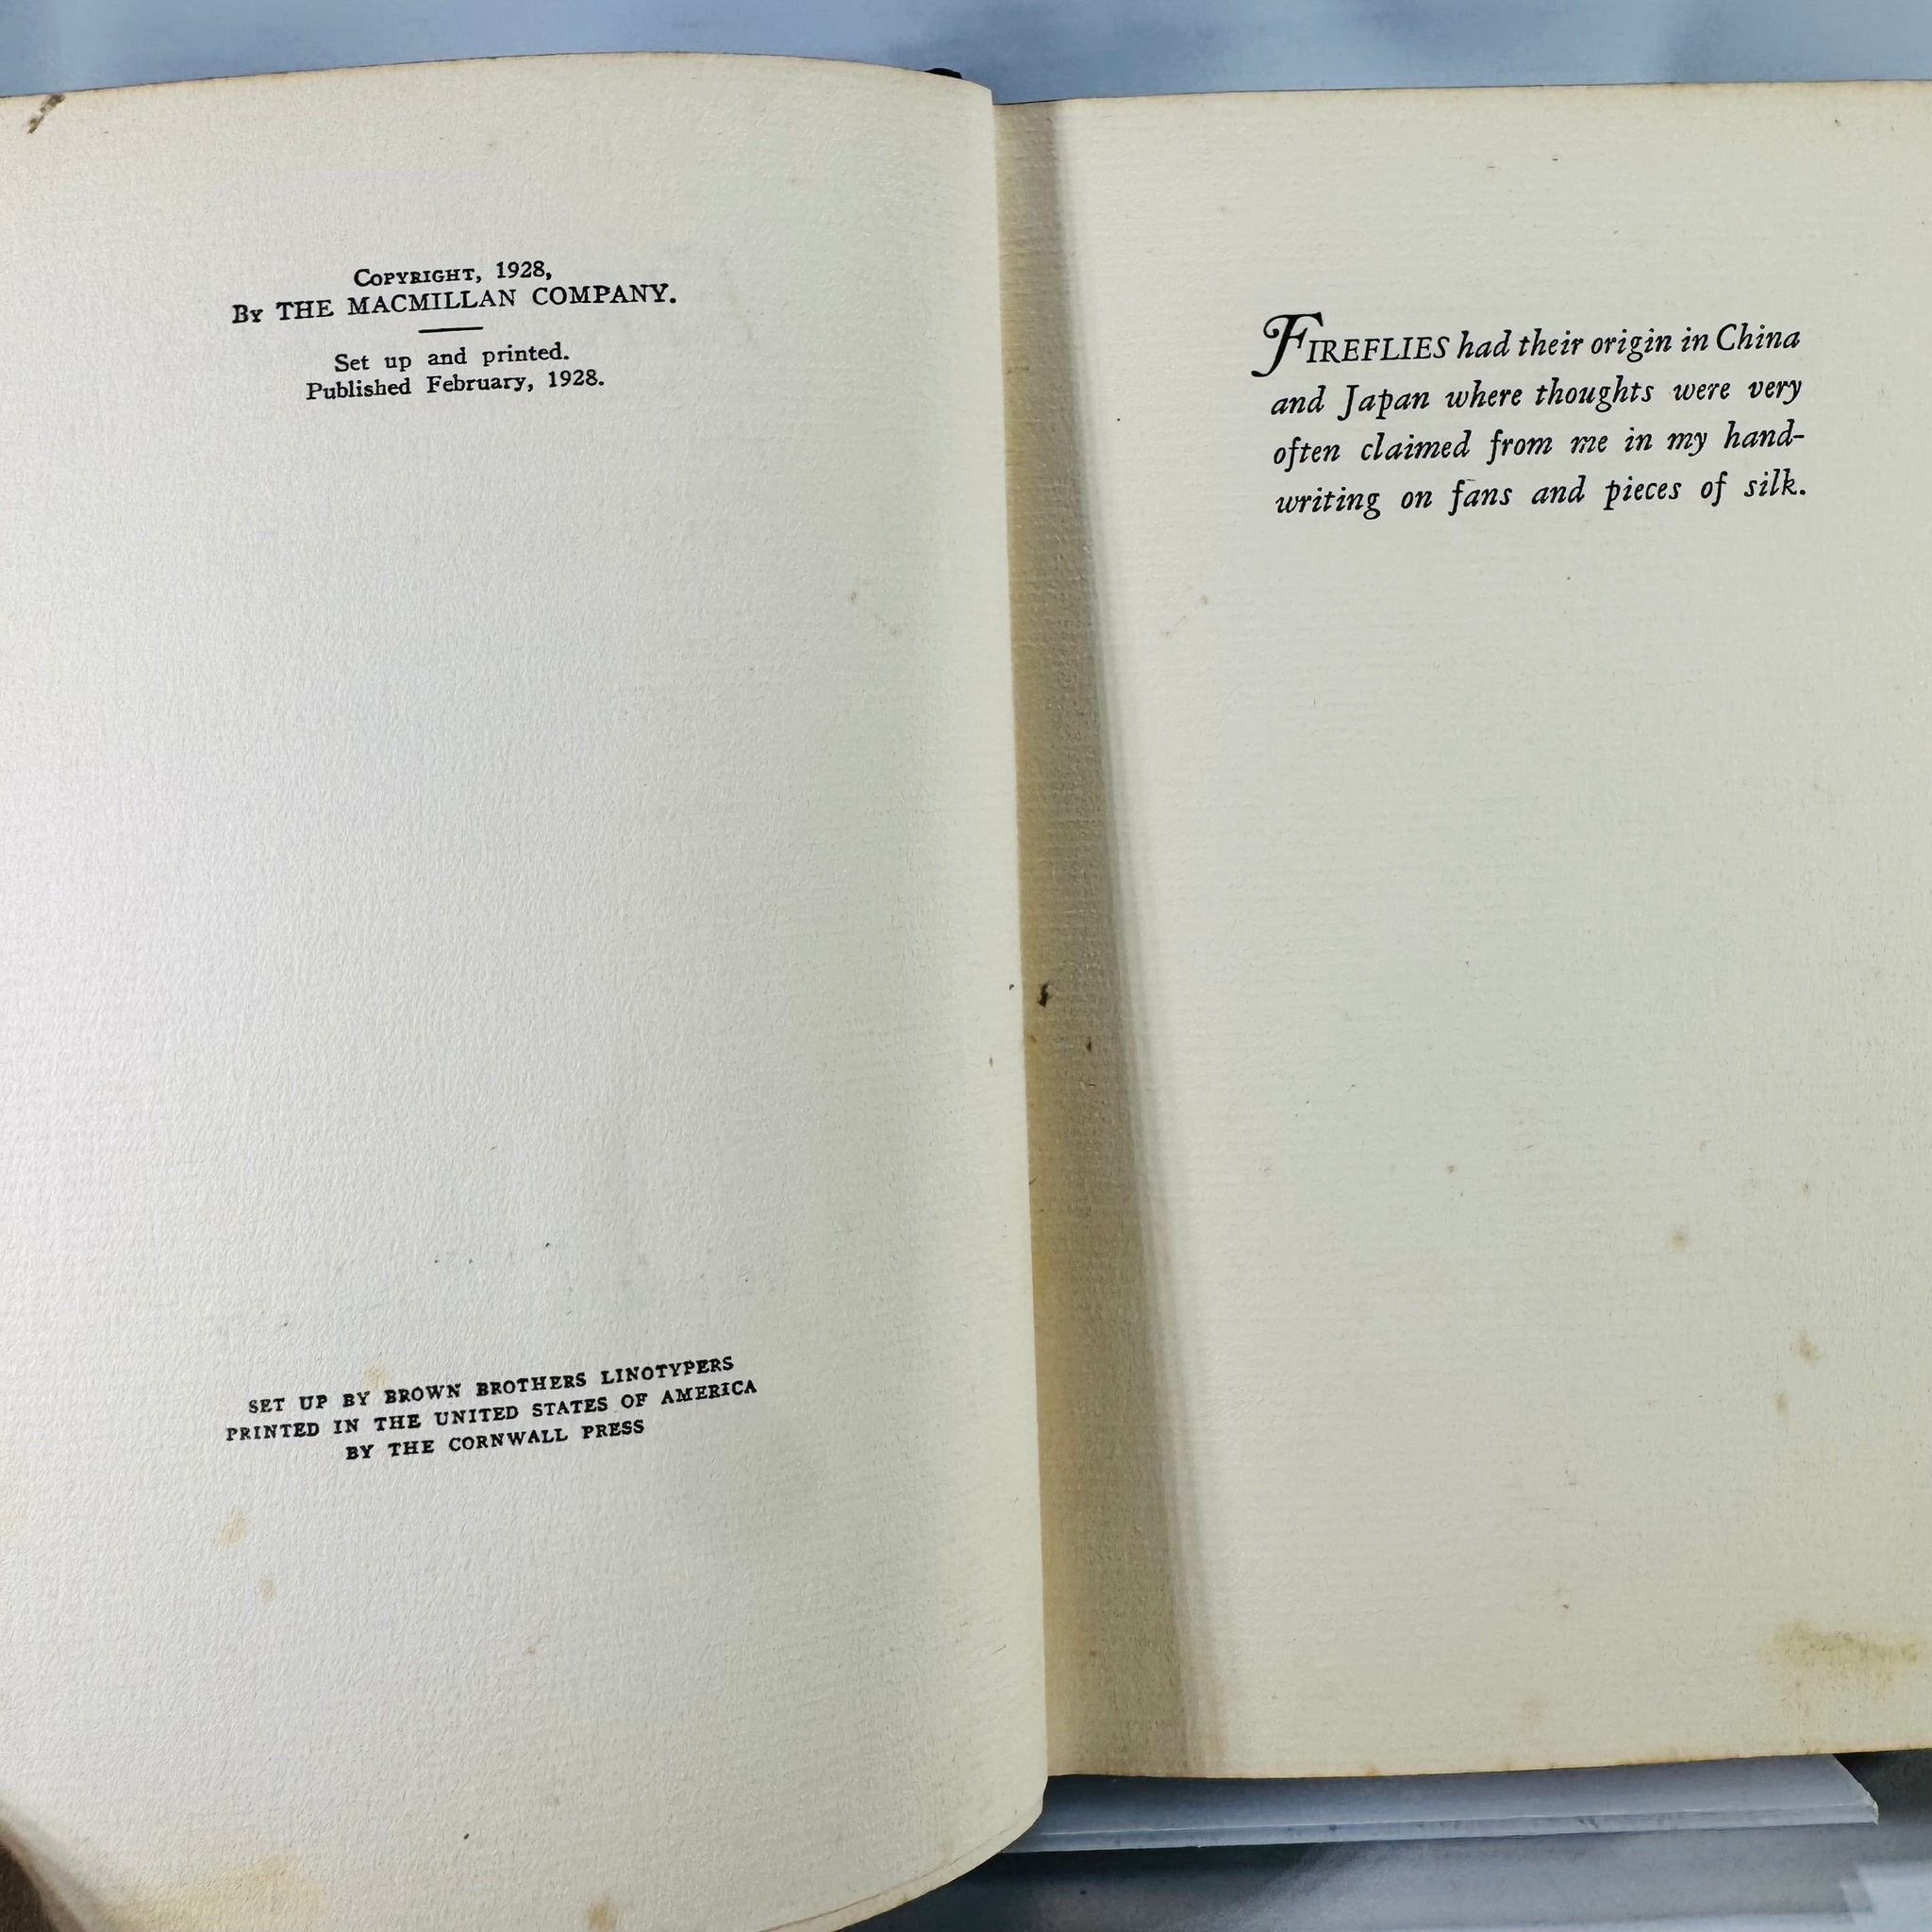 Copyright, 1928,
By THE MACMILLAN COMPANY.
Set up and printed.
Published February, 1928.
SET UP BY BROWN BROTHERS LINOTYPERS
PRINTED IN THE UNITED STATES OF AMERICA
BY THE CORNWALL PRESS
FIREFLIES had their origin in China
and Japan where thoughts were very
often claimed from me in my hand-
writing on fans and pieces of silk.